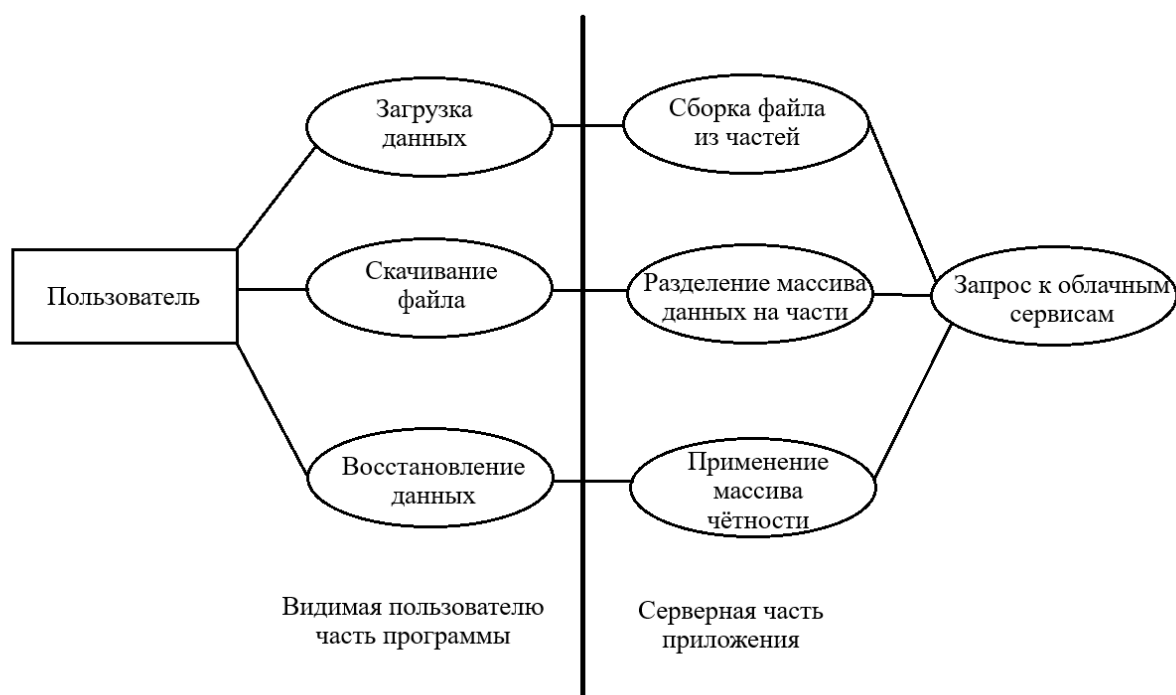 Загрузка
данных
Сборка файла
из частей
Пользователь
Скачивание
файла
Разделение массива
данных на части
Запрос к облачным
сервисам
Восстановление
данных
Применение
массива
чётности
Видимая пользователю
часть программы
Серверная часть
приложения